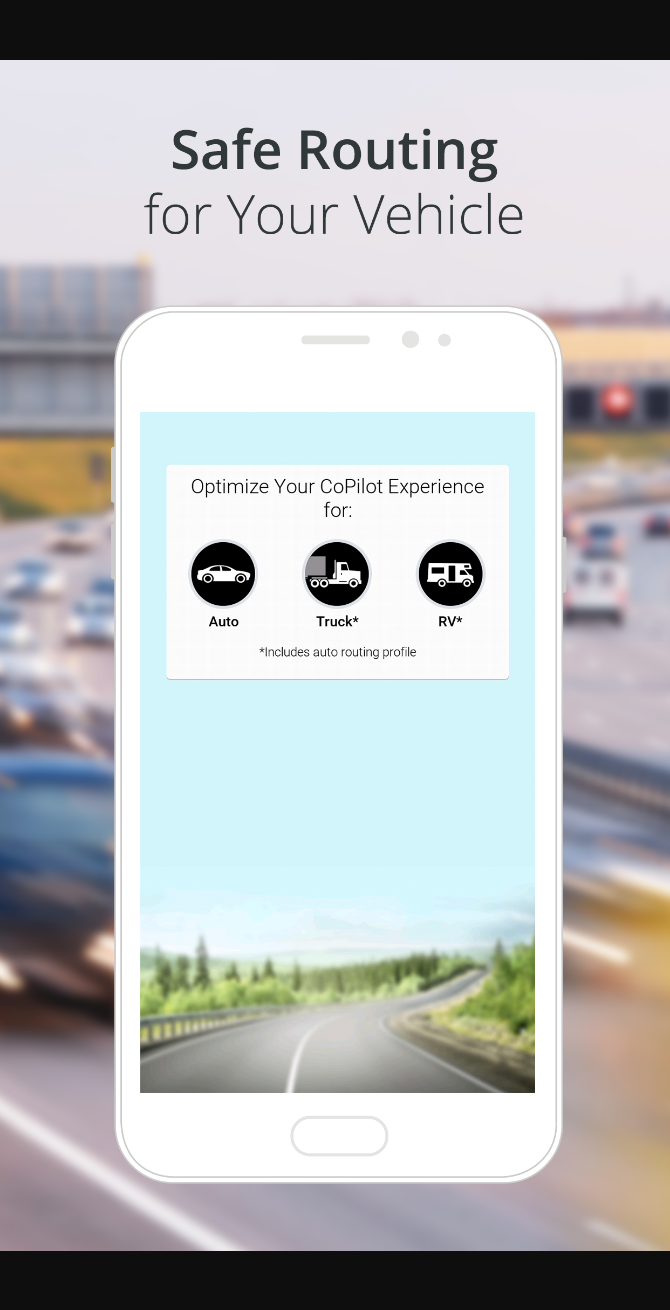 Safe Routing
for Your Vehicle
Optimize Your CoPilot Experience
for:
Auto
Truck*
RV*
*Includes auto routing profile